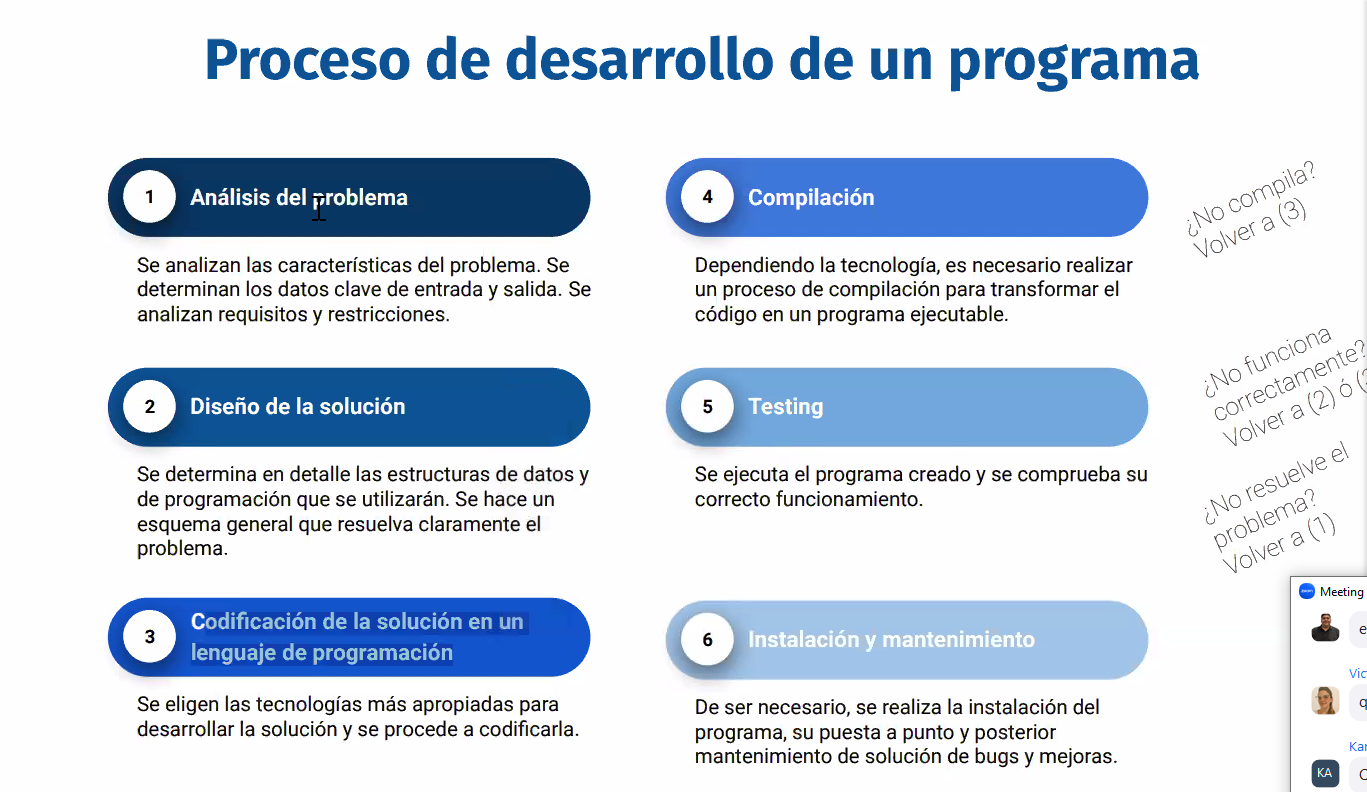 Proceso de desarrollo de un programa
1
Análisis del problema
Se analizan las características del problema. Se
determinan los datos clave de entrada y salida. Se
analizan requisitos y restricciones.
2
Diseño de la solución
Se determina en detalle las estructuras de datos y
de programación que se utilizarán. Se hace un
esquema general que resuelva claramente el
problema.
3
Codificación de la solución en un
lenguaje de programación
Se eligen las tecnologías más apropiadas para
desarrollar la solución y se procede a codificarla.
4
Compilación
Dependiendo la tecnología, es necesario realizar
un proceso de compilación para transformar el
código en un programa ejecutable.
5
Testing
Se ejecuta el programa creado y se comprueba su
correcto funcionamiento.
6
Instalación y mantenimiento
De ser necesario, se realiza la instalación del
programa, su puesta a punto y posterior
mantenimiento de solución de bugs y mejoras.
¿No compila?
Volver a (3)
¿No funciona
correctamente?
Volver a (2) ó
¿No resuelve el
problema?
Volver a (1)
Meeting
KA